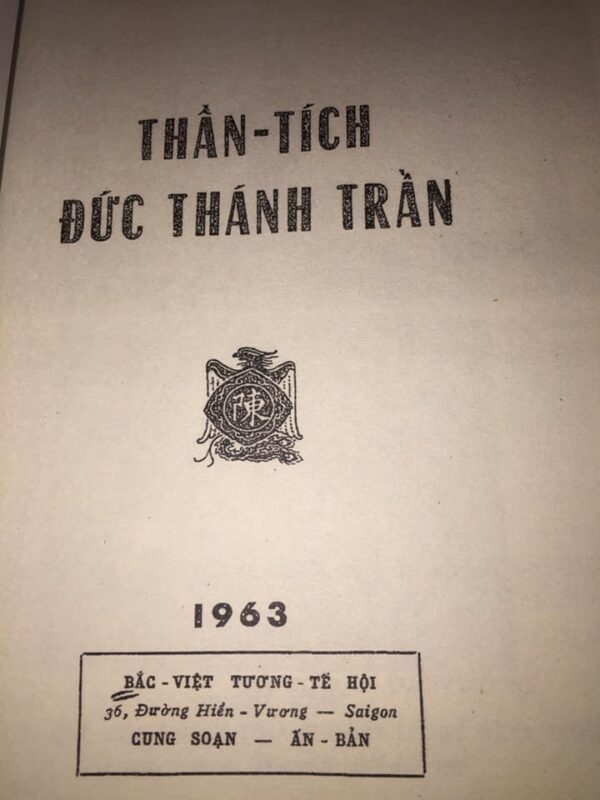 THẦN-TÍCH
ĐỨC THÁNH TRẦN
陳
1963
BẮC-VIỆT TƯƠNG-TẾ HỘI
36, Đường Hiền-Vương — Saigon
CUNG SOẠN — ẤN-BẢN